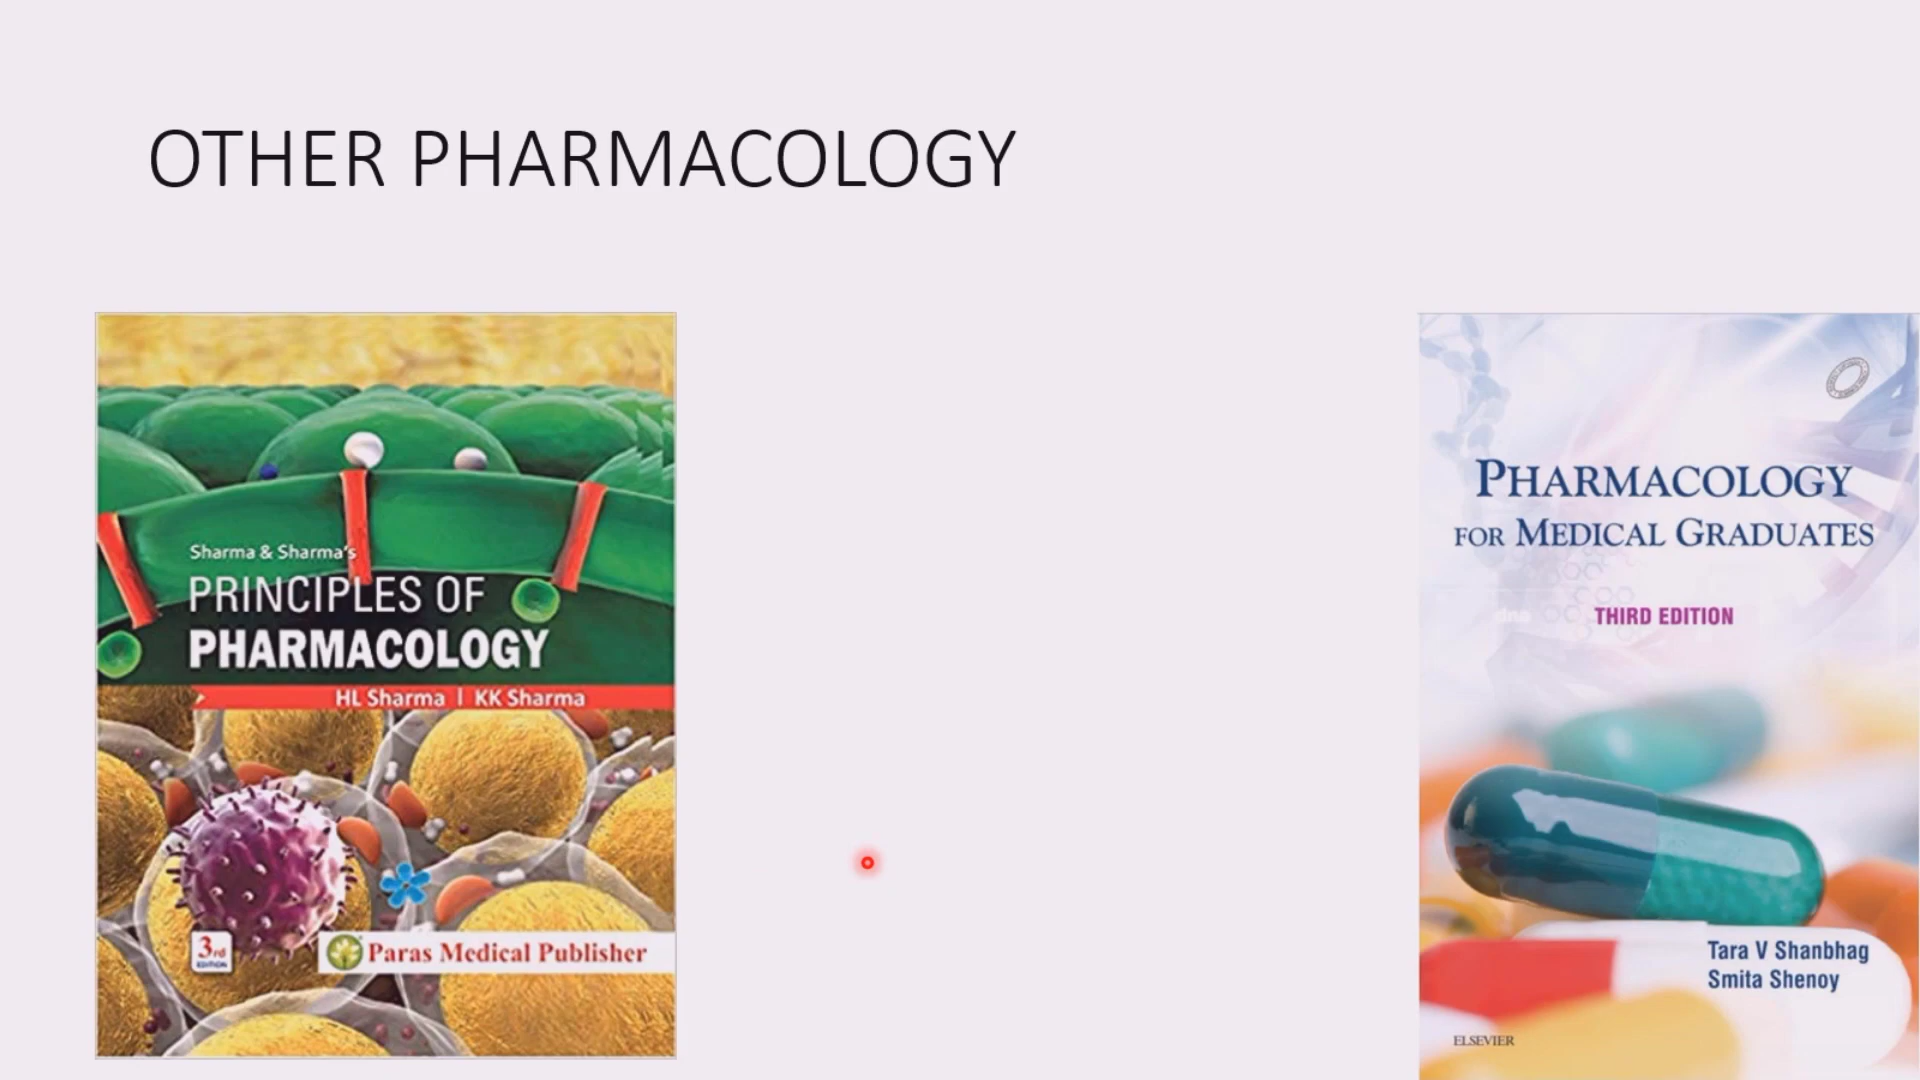 OTHER PHARMACOLOGY
Sharma & Sharma's
PRINCIPLES OF
PHARMACOLOGY
HL Sharma | KK Sharma
3rd
EDITION
Paras Medical Publisher
PHARMACOLOGY
FOR MEDICAL GRADUATES
THIRD EDITION
Tara V Shanbhag
Smita Shenoy
ELSEVIER